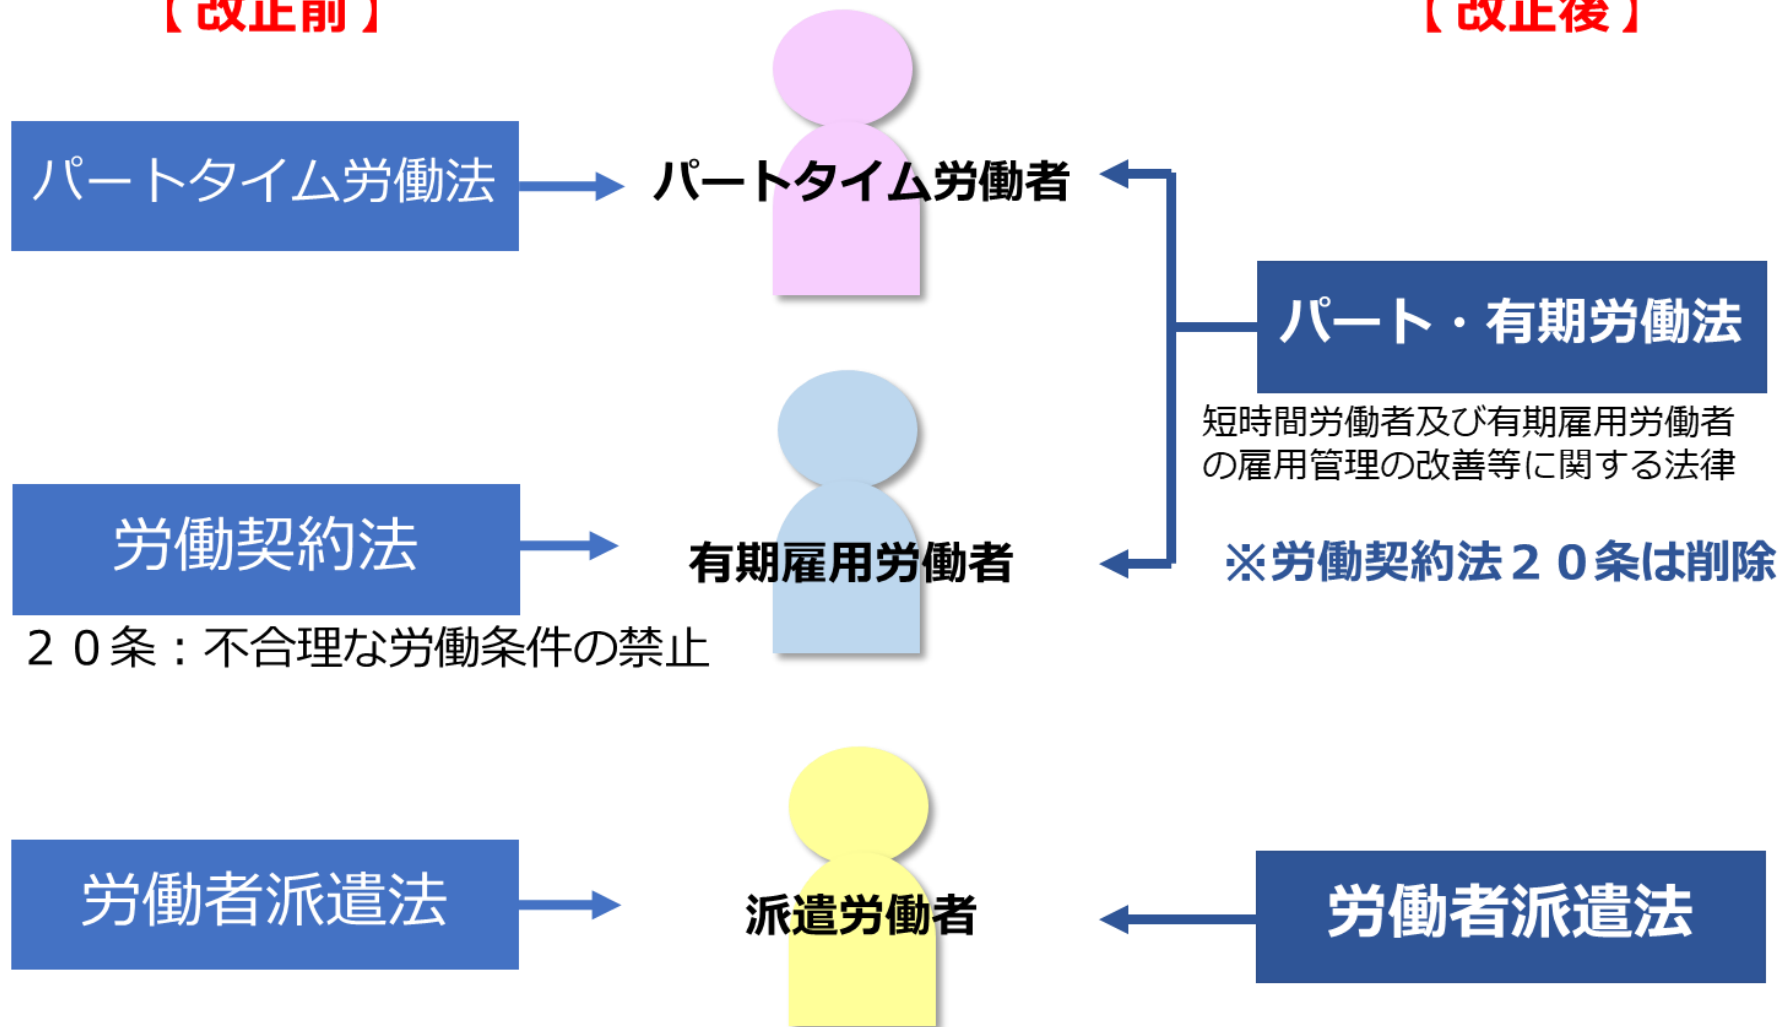 【改正前】
【改正後】
パートタイム労働法
パートタイム労働者
パート・有期労働法
短時間労働者及び有期雇用労働者
の雇用管理の改善等に関する法律
労働契約法
有期雇用労働者
※労働契約法２０条は削除
２０条：不合理な労働条件の禁止
労働者派遣法
派遣労働者
労働者派遣法